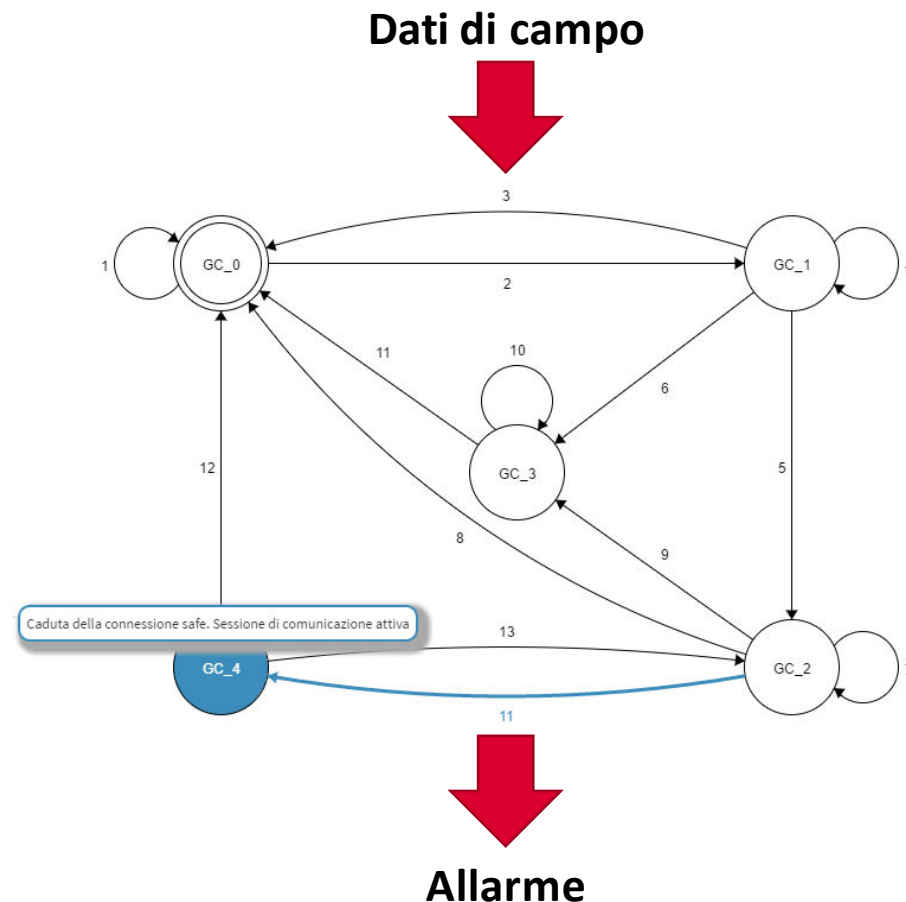 Dati di campo
3
1
GC_0
GC_1
2
10
11
6
GC_3
12
5
8
9
Caduta della connessione safe. Sessione di comunicazione attiva
13
GC_4
GC_2
11
Allarme